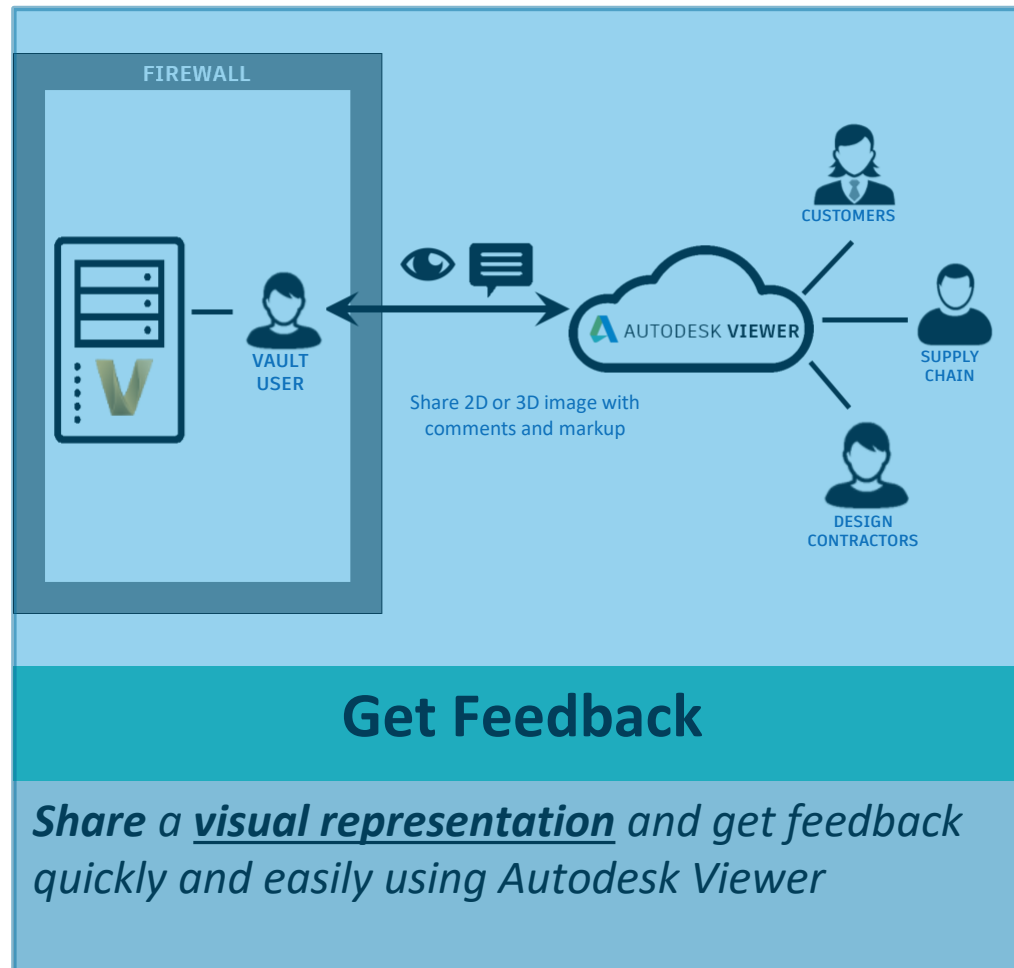 FIREWALL
CUSTOMERS
VAULT
USER
AUTODESK VIEWER
SUPPLY
CHAIN
Share 2D or 3D image with
comments and markup
DESIGN
CONTRACTORS
Get Feedback
Share a visual representation and get feedback
quickly and easily using Autodesk Viewer